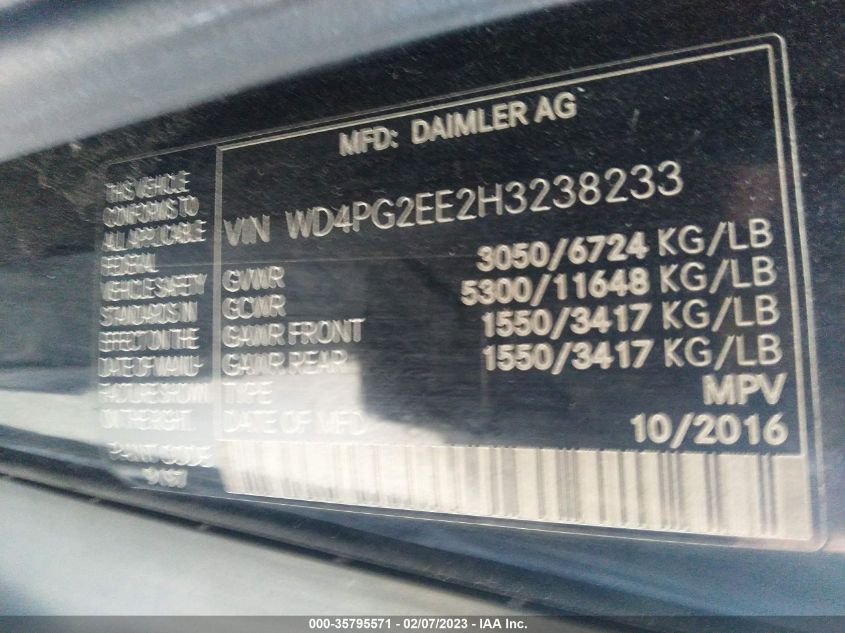 MFD: DAIMLER AG
VIN WD4PG2EE2H3238233
GVWR 3050/6724 KG/LB
GCWR 5300/11648 KG/LB
GAWR FRONT 1550/3417 KG/LB
GAWR REAR 1550/3417 KG/LB
TYPE MPV
DATE OF MFD 10/2016
THIS VEHICLE
CONFORMS TO
ALL APPLICABLE
FEDERAL
VEHICLE SAFETY
STANDARDS IN
EFFECT ON THE
DATE OF MANU-
FACTURE SHOWN
ON THE RIGHT.
PAINT CODE
000-35795571 - 02/07/2023 - IAA Inc.